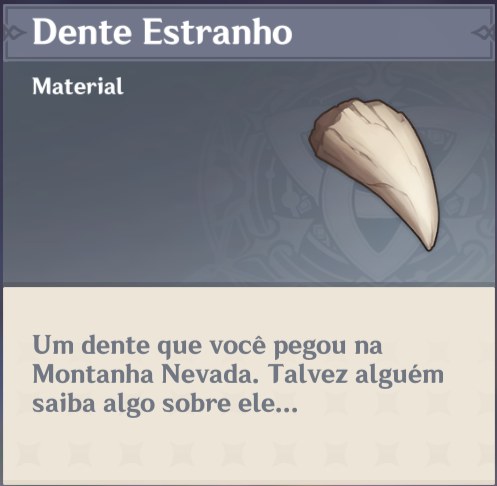 Dente Estranho
Material
Um dente que você pegou na
Montanha Nevada. Talvez alguém
saiba algo sobre ele...